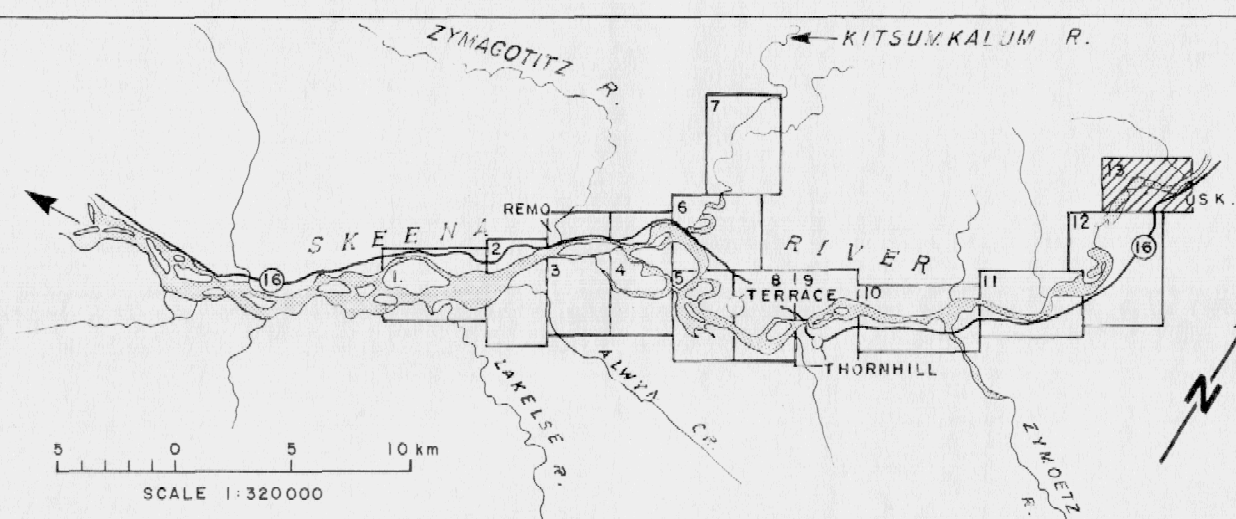 ZYMAGOTITZ R.
KITSUMKALUM R.
7
13
USK.
REMO
6
12
SKEENA RIVER
16
16
2
1.
3
4
5
8
9
TERRACE
10
11
THORNHILL
LAKELSE R.
ALWYN CR.
ZYMOETZ R.
N
5 0 5 10 km
SCALE 1:320000